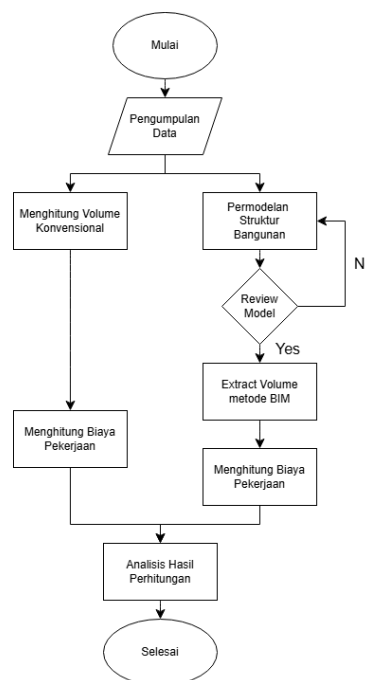 Mulai
Pengumpulan
Data
Menghitung Volume
Konvensional
Permodelan
Struktur
Bangunan
N
Review
Model
Yes
Extract Volume
metode BIM
Menghitung Biaya
Pekerjaan
Menghitung Biaya
Pekerjaan
Analisis Hasil
Perhitungan
Selesai